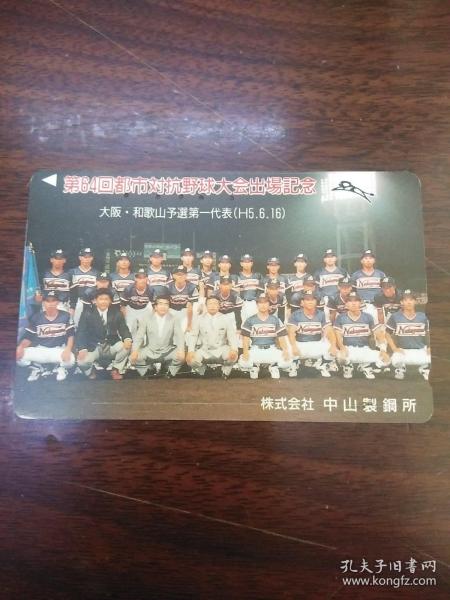 第64回都市対抗野球大会出場記念
大阪・和歌山予選第一代表(H5.6.16)
株式会社 中山製鋼所
孔夫子旧书网
www.kongfz.com